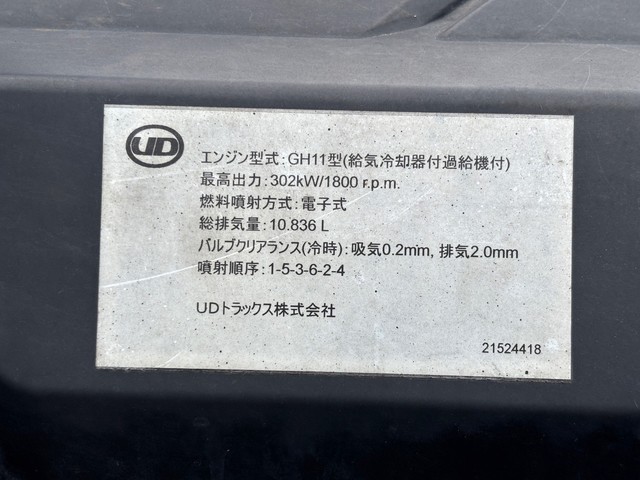 UD
エンジン型式:GH11型(給気冷却器付過給機付)
最高出力:302kW/1800 r.p.m.
燃料噴射方式:電子式
総排気量:10.836 L
バルブクリアランス(冷時):吸気0.2mm, 排気2.0mm
噴射順序:1-5-3-6-2-4
UDトラックス株式会社
21524418